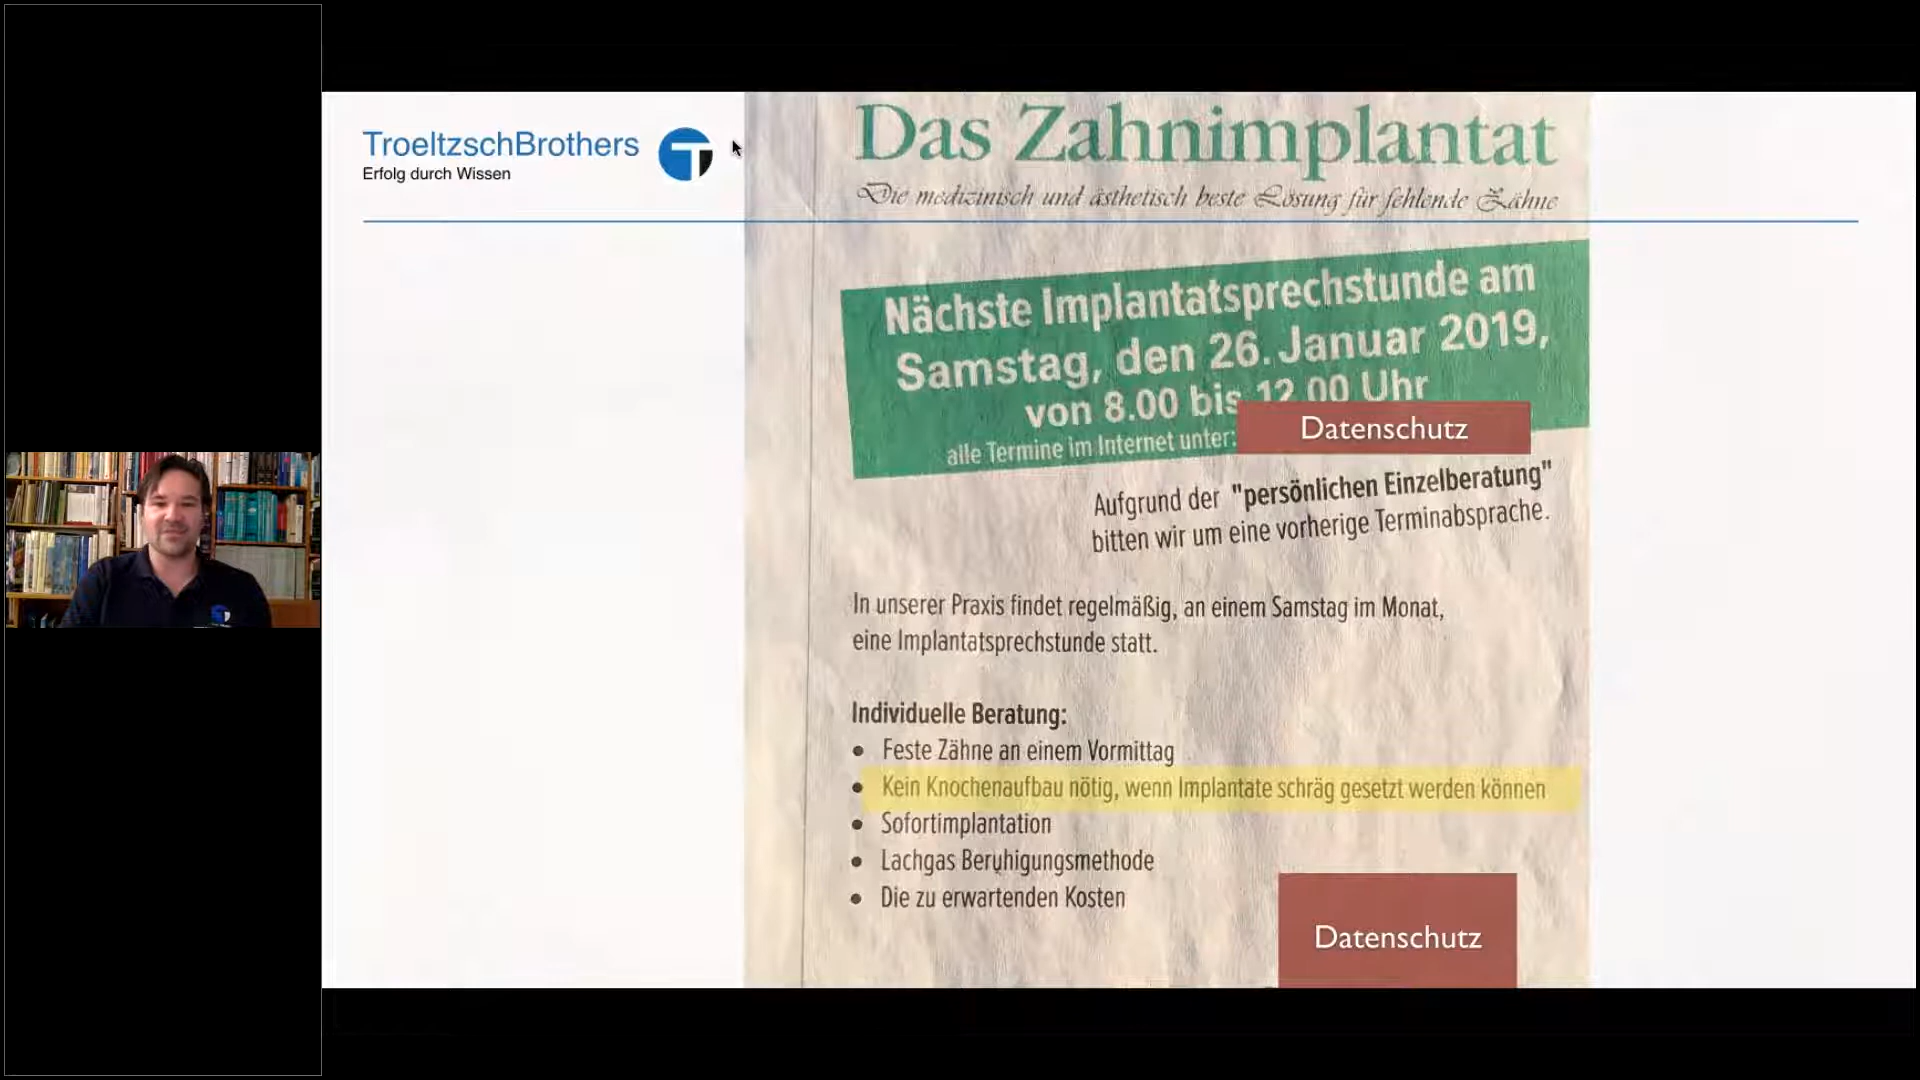 TroeltzschBrothers
Erfolg durch Wissen
Das Zahnimplantat
Die medizinisch und ästhetisch beste Lösung für fehlende Zähne
Nächste Implantatsprechstunde am
Samstag, den 26. Januar 2019,
von 8.00 bis 12.00 Uhr
alle Termine im Internet unter:
Datenschutz
Aufgrund der "persönlichen Einzelberatung"
bitten wir um eine vorherige Terminabsprache.
In unserer Praxis findet regelmäßig, an einem Samstag im Monat,
eine Implantatsprechstunde statt.
Individuelle Beratung:
• Feste Zähne an einem Vormittag
• Kein Knochenaufbau nötig, wenn Implantate schräg gesetzt werden können
• Sofortimplantation
• Lachgas Beruhigungsmethode
• Die zu erwartenden Kosten
Datenschutz